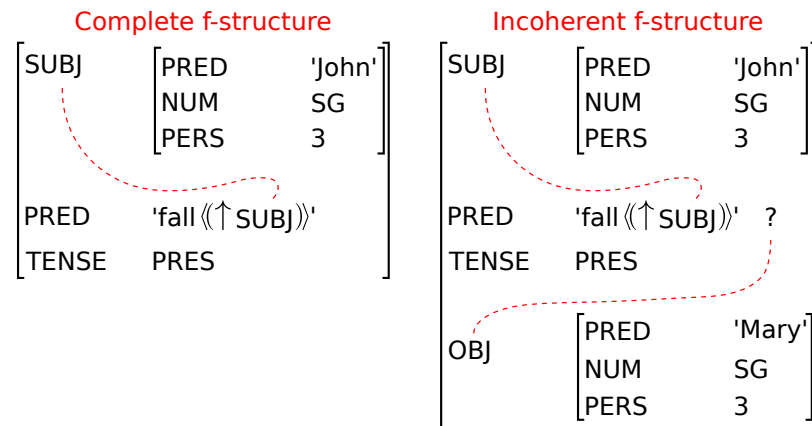 Complete f-structure
SUBJ PRED 'John'
NUM SG
PERS 3
PRED 'fall⟪(↑SUBJ)⟫'
TENSE PRES
Incoherent f-structure
SUBJ PRED 'John'
NUM SG
PERS 3
PRED 'fall⟪(↑SUBJ)⟫' ?
TENSE PRES
OBJ PRED 'Mary'
NUM SG
PERS 3